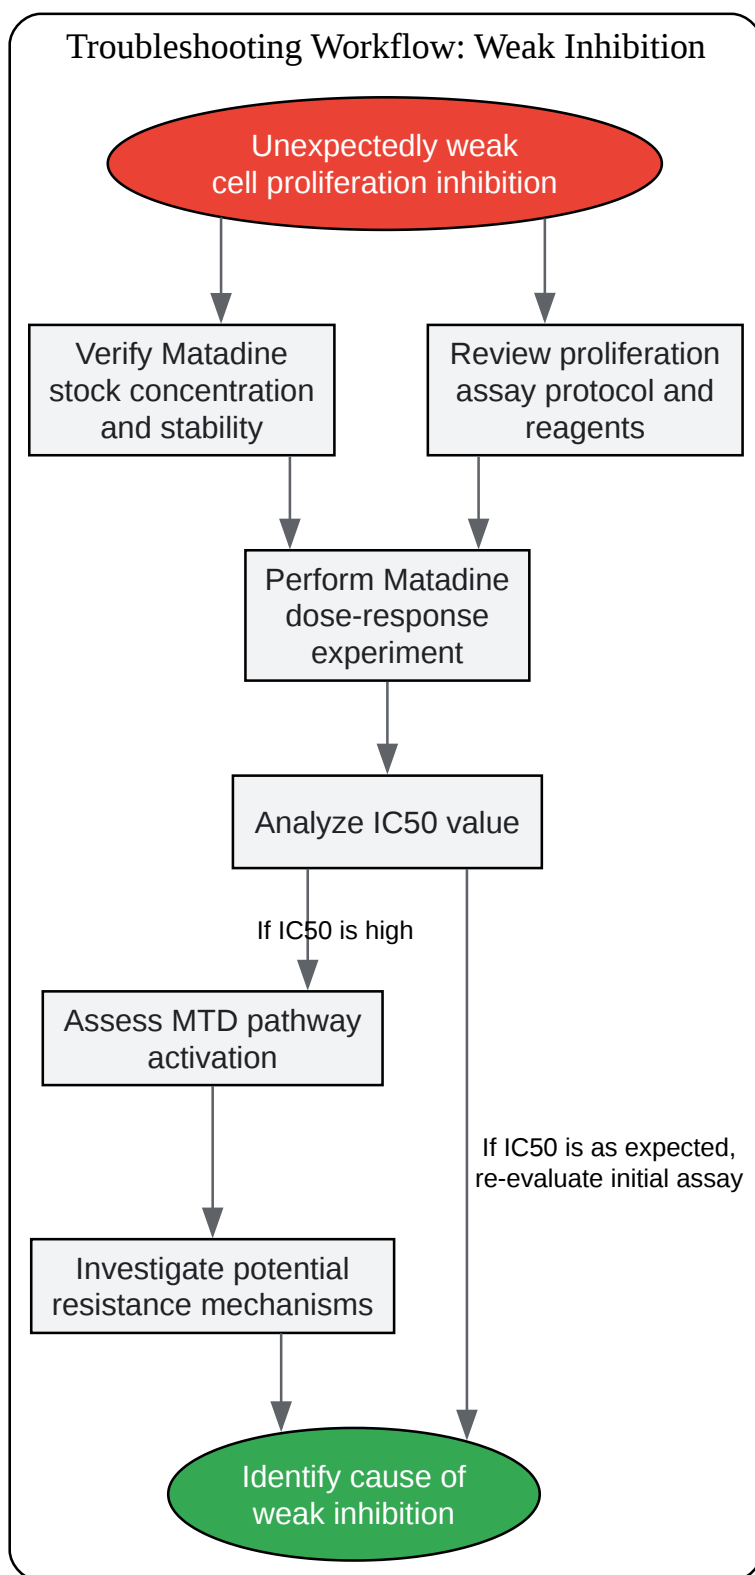 Troubleshooting Workflow: Weak Inhibition
Unexpectedly weak
cell proliferation inhibition
Verify Matadine
stock concentration
and stability
Review proliferation
assay protocol and
reagents
Perform Matadine
dose-response
experiment
Analyze IC50 value
If IC50 is high
Assess MTD pathway
activation
If IC50 is as expected,
re-evaluate initial assay
Investigate potential
resistance mechanisms
Identify cause of
weak inhibition